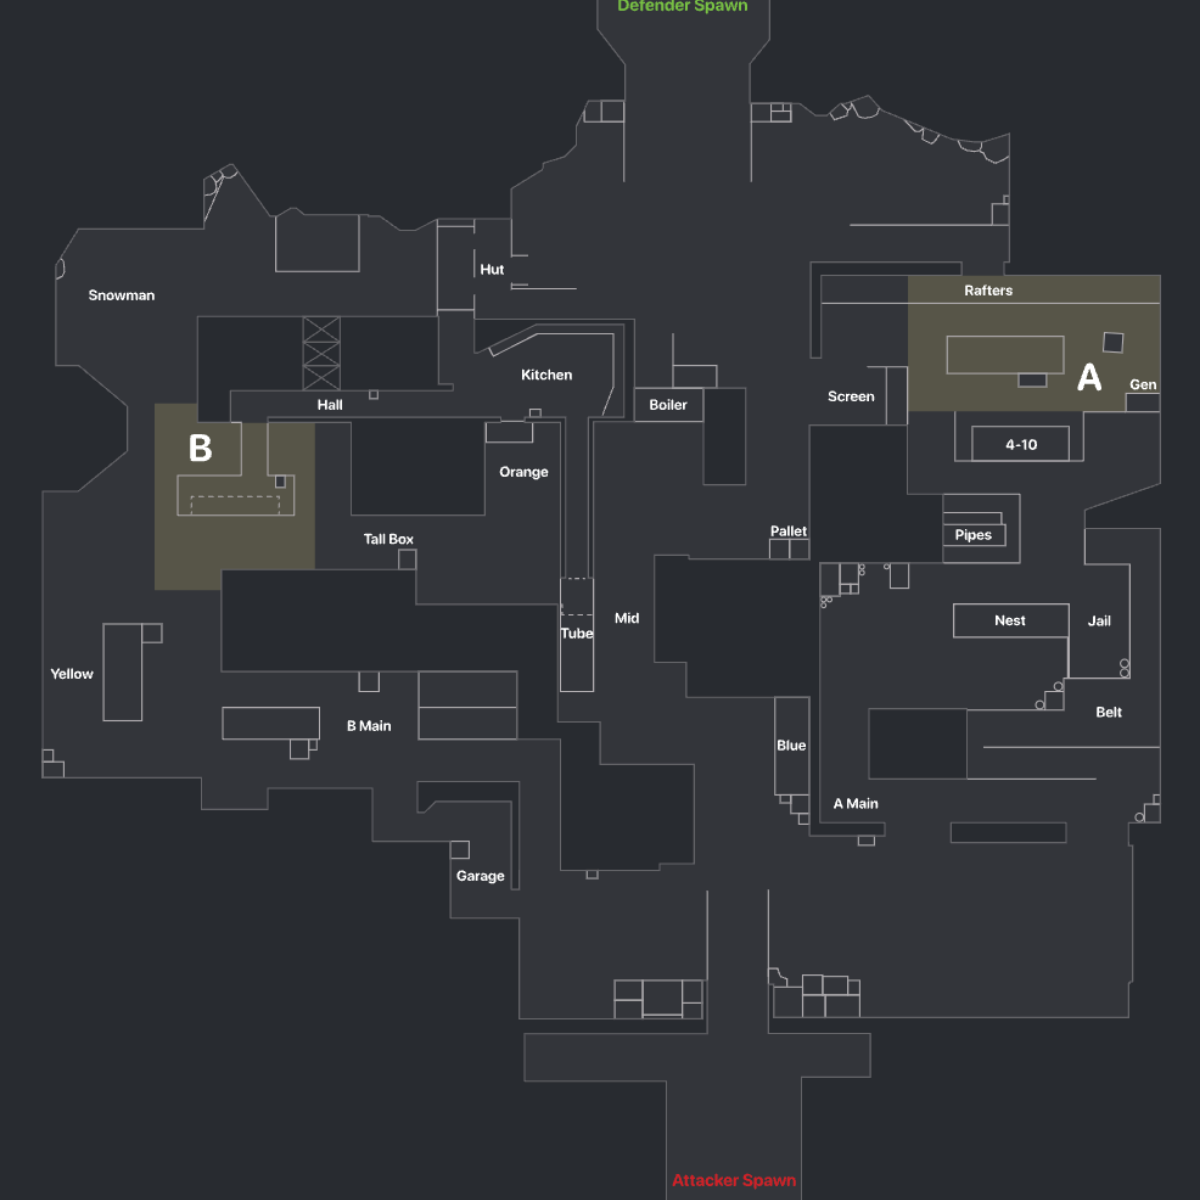 Defender Spawn
Hut
Snowman
Rafters
Kitchen
A
Gen
Screen
Hall
Boiler
B
4-10
Orange
Pallet
Pipes
Tall Box
Mid
Nest
Jail
Tube
Yellow
Belt
B Main
Blue
A Main
Garage
Attacker Spawn